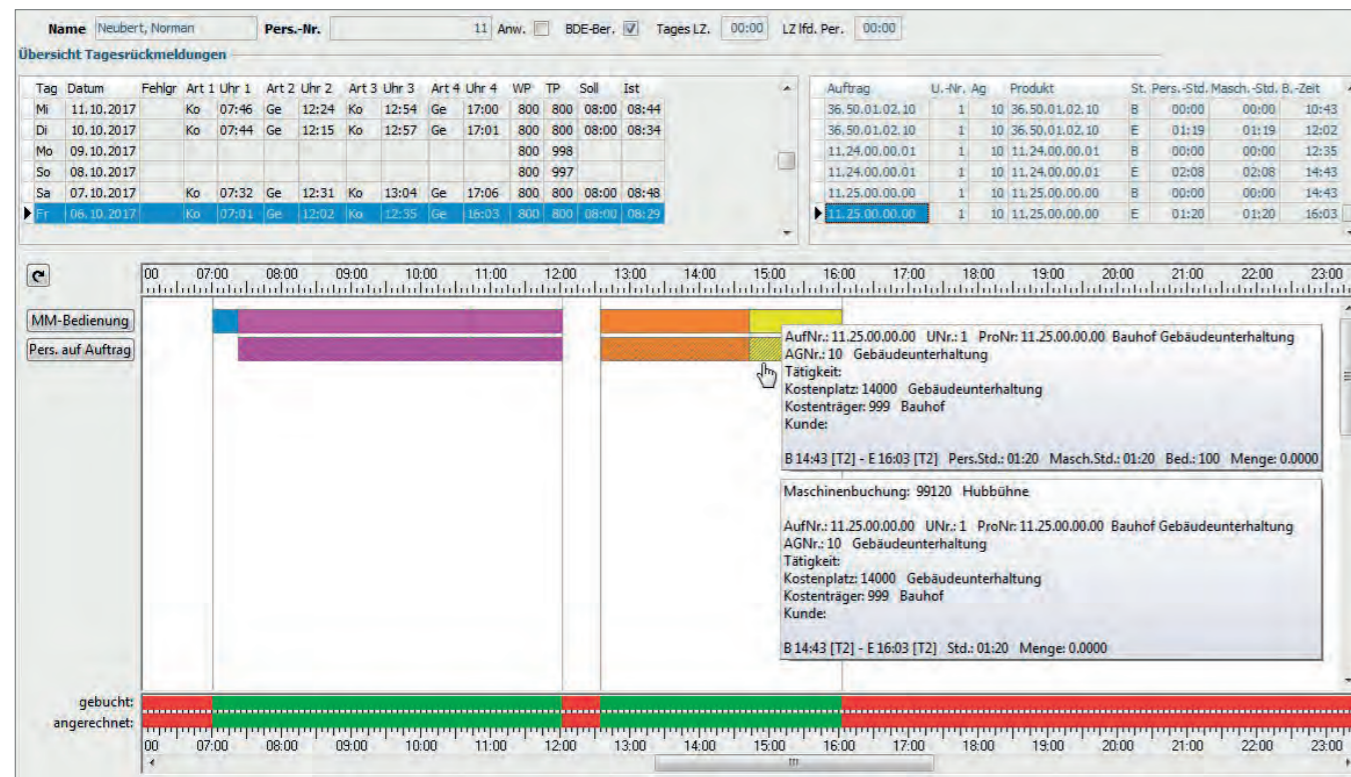 Name Neubert, Norman Pers.-Nr. 11 Anw. BDE-Ber. Tages LZ. 00:00 LZ lfd. Per. 00:00
Übersicht Tagesrückmeldungen
Tag Datum Fehlgr Art 1 Uhr 1 Art 2 Uhr 2 Art 3 Uhr 3 Art 4 Uhr 4 WP TP Soll Ist
Mi 11.10.2017 Ko 07:46 Ge 12:24 Ko 12:54 Ge 17:00 800 800 08:00 08:44
Di 10.10.2017 Ko 07:44 Ge 12:15 Ko 12:57 Ge 17:01 800 800 08:00 08:34
Mo 09.10.2017 800 998
So 08.10.2017 800 997
Sa 07.10.2017 Ko 07:32 Ge 12:31 Ko 13:04 Ge 17:06 800 800 08:00 08:48
Fr 06.10.2017 Ko 07:01 Ge 12:02 Ko 12:35 Ge 16:03 800 800 08:00 08:29
Auftrag U.-Nr. Ag Produkt St. Pers.-Std. Masch.-Std. B.-Zeit
36.50.01.02.10 1 10 36.50.01.02.10 B 00:00 00:00 10:43
36.50.01.02.10 1 10 36.50.01.02.10 E 01:19 01:19 12:02
11.24.00.00.01 1 10 11.24.00.00.01 B 00:00 00:00 12:35
11.24.00.00.01 1 10 11.24.00.00.01 E 02:08 02:08 14:43
11.25.00.00.00 1 10 11.25.00.00.00 B 00:00 00:00 14:43
11.25.00.00.00 1 10 11.25.00.00.00 E 01:20 01:20 16:03
00 07:00 08:00 09:00 10:00 11:00 12:00 13:00 14:00 15:00 16:00 17:00 18:00 19:00 20:00 21:00 22:00 23:00
MM-Bedienung
Pers. auf Auftrag
AufNr.: 11.25.00.00.00 UNr.: 1 ProNr: 11.25.00.00.00 Bauhof Gebäudeunterhaltung
AGNr.: 10 Gebäudeunterhaltung
Tätigkeit:
Kostenplatz: 14000 Gebäudeunterhaltung
Kostenträger: 999 Bauhof
Kunde:
B 14:43 [T2] - E 16:03 [T2] Pers.Std.: 01:20 Masch.Std.: 01:20 Bed.: 100 Menge: 0.0000
Maschinenbuchung: 99120 Hubbühne
AufNr.: 11.25.00.00.00 UNr.: 1 ProNr: 11.25.00.00.00 Bauhof Gebäudeunterhaltung
AGNr.: 10 Gebäudeunterhaltung
Tätigkeit:
Kostenplatz: 14000 Gebäudeunterhaltung
Kostenträger: 999 Bauhof
Kunde:
B 14:43 [T2] - E 16:03 [T2] Std.: 01:20 Menge: 0.0000
gebucht:
angerechnet:
00 07:00 08:00 09:00 10:00 11:00 12:00 13:00 14:00 15:00 16:00 17:00 18:00 19:00 20:00 21:00 22:00 23:00